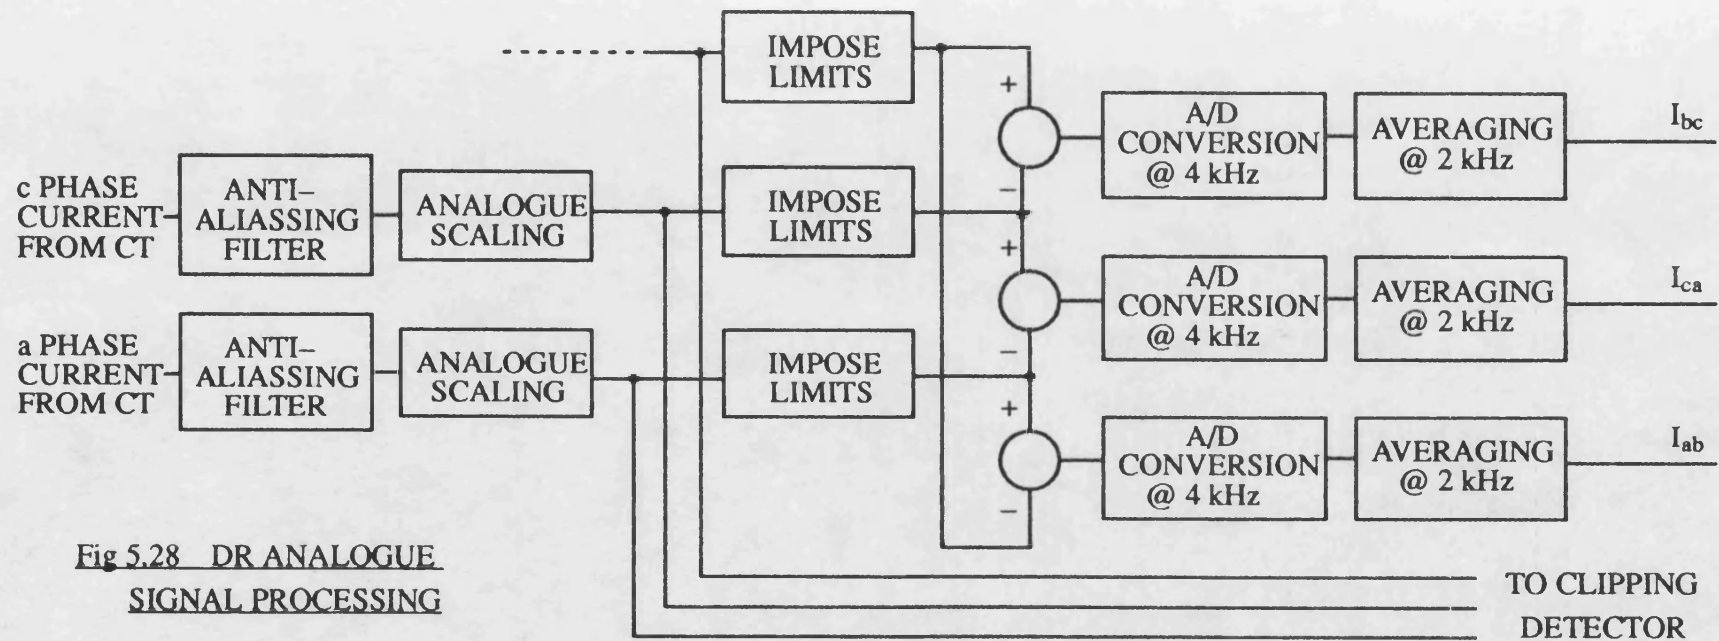 IMPOSE
LIMITS
+
A/D
CONVERSION
@ 4 kHz
AVERAGING
@ 2 kHz
Ibc
c PHASE
CURRENT
FROM CT
ANTI–
ALIASSING
FILTER
ANALOGUE
SCALING
IMPOSE
LIMITS
–
+
A/D
CONVERSION
@ 4 kHz
AVERAGING
@ 2 kHz
Ica
a PHASE
CURRENT
FROM CT
ANTI–
ALIASSING
FILTER
ANALOGUE
SCALING
IMPOSE
LIMITS
–
+
A/D
CONVERSION
@ 4 kHz
AVERAGING
@ 2 kHz
Iab
–
Fig 5.28 DR ANALOGUE
SIGNAL PROCESSING
TO CLIPPING
DETECTOR